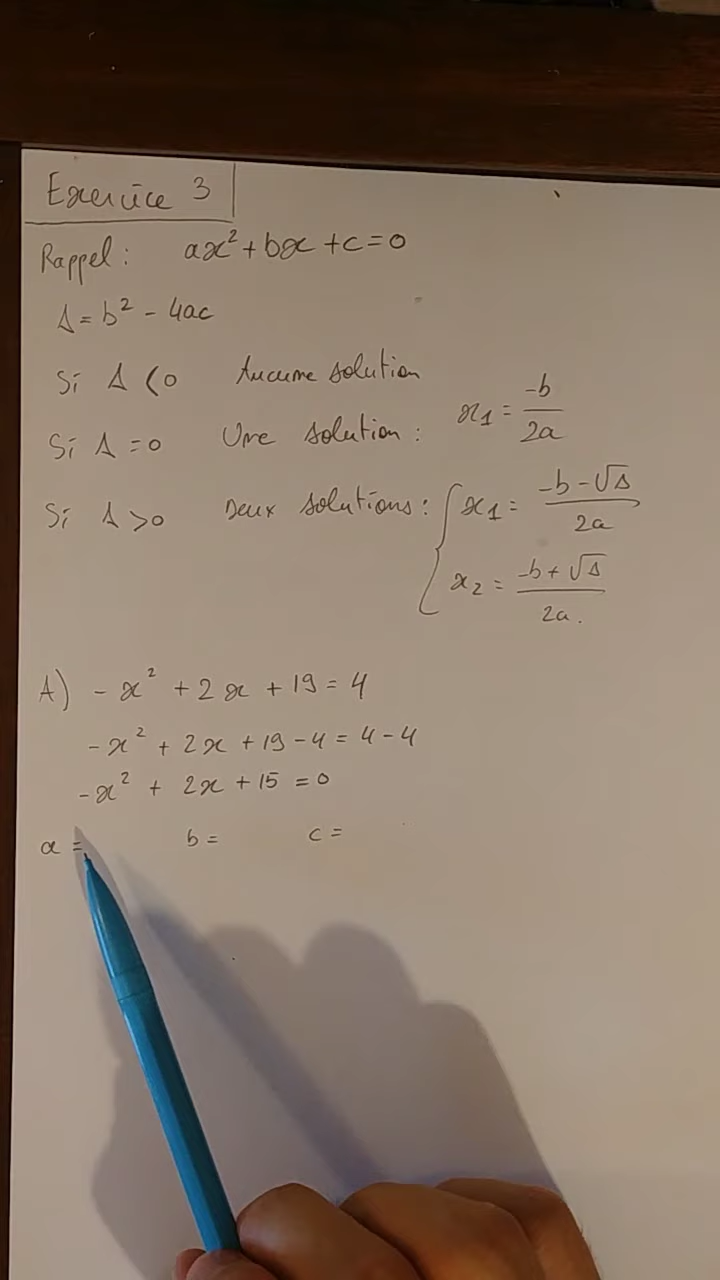 Exercice 3
Rappel : ax² + bx + c = 0
Δ = b² - 4ac
Si Δ < 0 Aucune solution
Si Δ = 0 Une solution : x₁ = -b / 2a
Si Δ > 0 Deux solutions : { x₁ = (-b - √Δ) / 2a
x₂ = (-b + √Δ) / 2a.
A) - x² + 2x + 19 = 4
- x² + 2x + 19 - 4 = 4 - 4
- x² + 2x + 15 = 0
a = b = c =